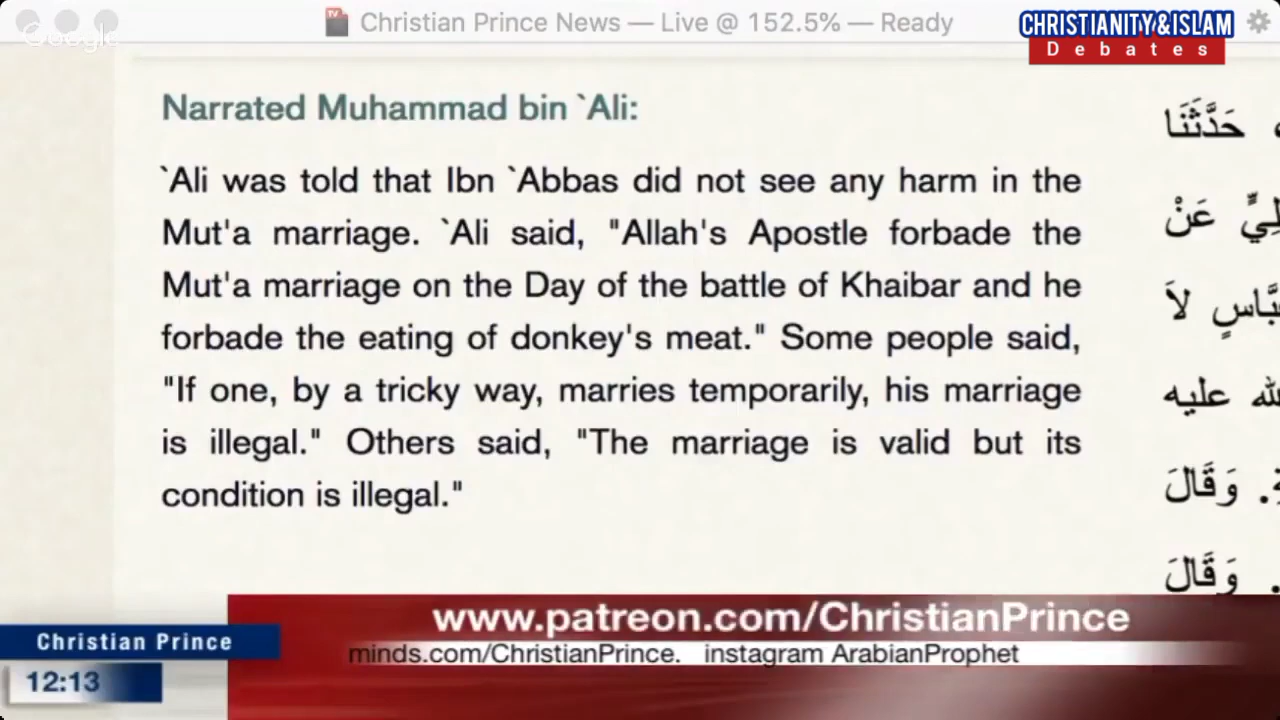 Christian Prince News — Live @ 152.5% — Ready
Google
CHRISTIANITY&ISLAM
Debates
Narrated Muhammad bin `Ali:
`Ali was told that Ibn `Abbas did not see any harm in the
Mut'a marriage. `Ali said, "Allah's Apostle forbade the
Mut'a marriage on the Day of the battle of Khaibar and he
forbade the eating of donkey's meat." Some people said,
"If one, by a tricky way, marries temporarily, his marriage
is illegal." Others said, "The marriage is valid but its
condition is illegal."
حَدَّثَنَا
عَنْ
لاَ
عليه
وَقَالَ
وَقَالَ
www.patreon.com/ChristianPrince
Christian Prince
minds.com/ChristianPrince. instagram ArabianProphet
12:13